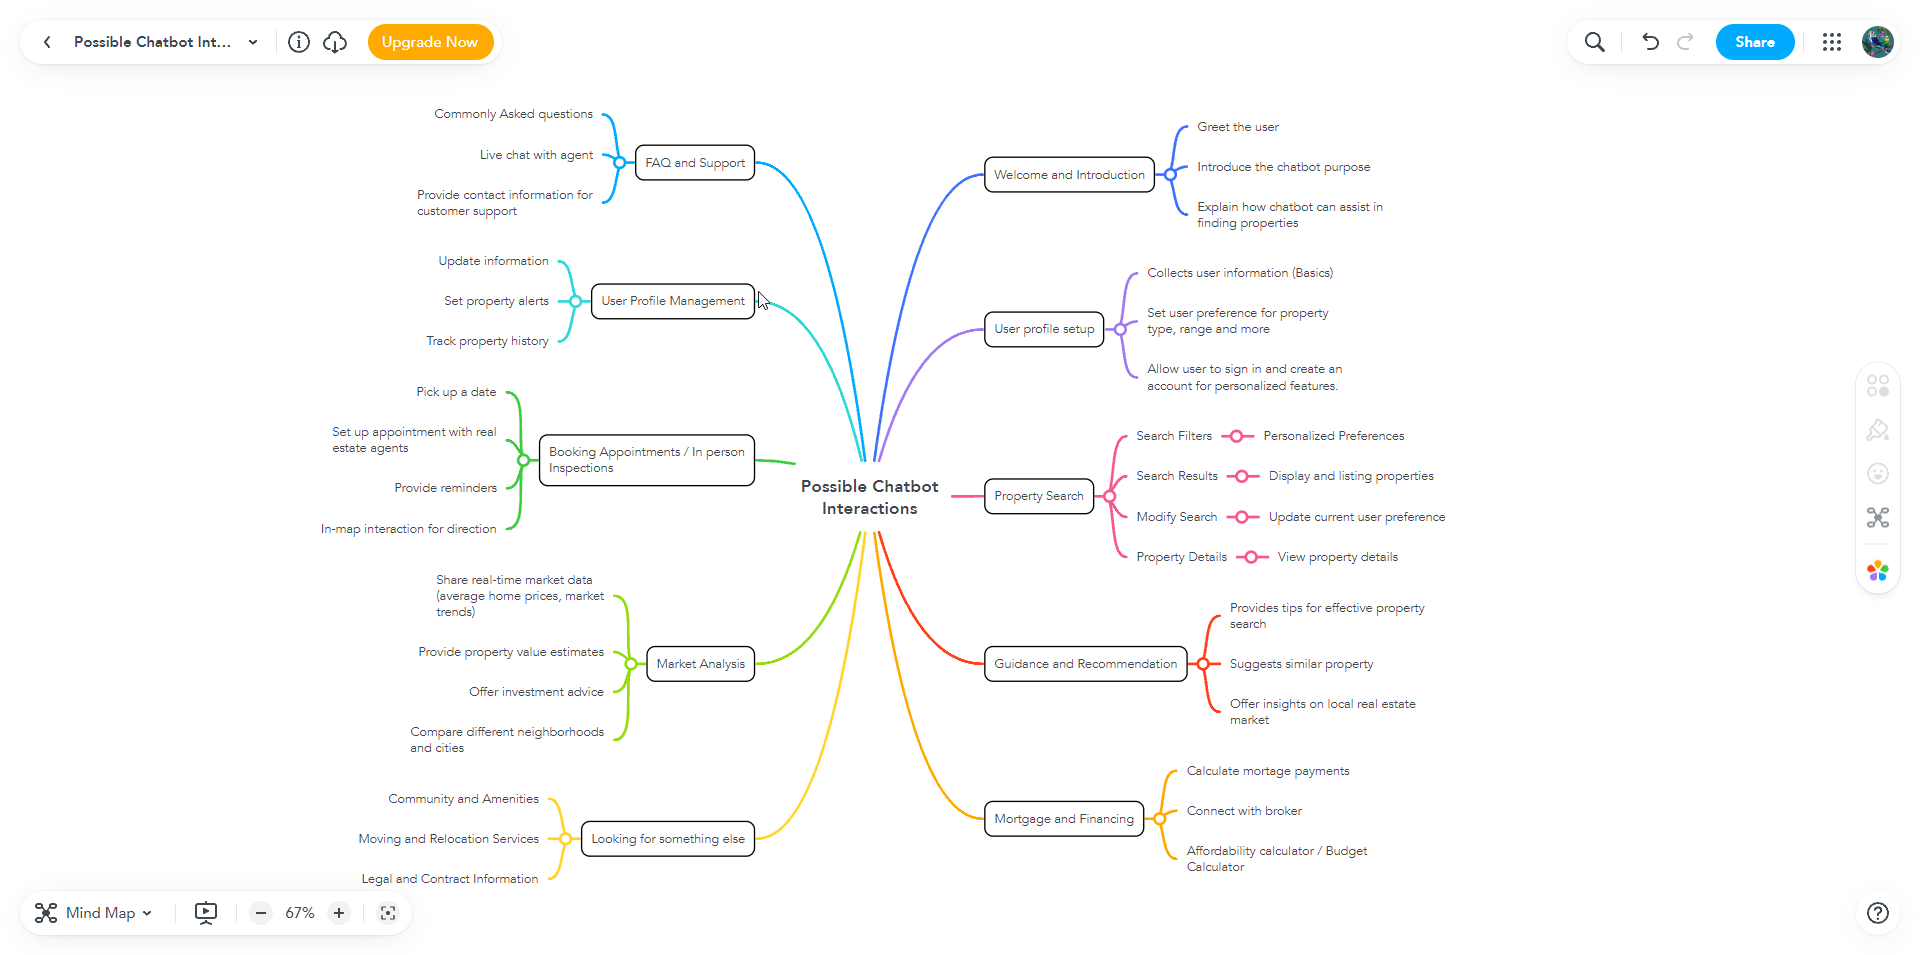 Possible Chatbot Int...
Upgrade Now
Share
Commonly Asked questions
Live chat with agent
Provide contact information for
customer support
FAQ and Support
Update information
Set property alerts
Track property history
User Profile Management
Pick up a date
Set up appointment with real
estate agents
Provide reminders
In-map interaction for direction
Booking Appointments / In person
Inspections
Share real-time market data
(average home prices, market
trends)
Provide property value estimates
Offer investment advice
Compare different neighborhoods
and cities
Market Analysis
Community and Amenities
Moving and Relocation Services
Legal and Contract Information
Looking for something else
Possible Chatbot
Interactions
Welcome and Introduction
Greet the user
Introduce the chatbot purpose
Explain how chatbot can assist in
finding properties
User profile setup
Collects user information (Basics)
Set user preference for property
type, range and more
Allow user to sign in and create an
account for personalized features.
Property Search
Search Filters
Personalized Preferences
Search Results
Display and listing properties
Modify Search
Update current user preference
Property Details
View property details
Guidance and Recommendation
Provides tips for effective property
search
Suggests similar property
Offer insights on local real estate
market
Mortgage and Financing
Calculate mortage payments
Connect with broker
Affordability calculator / Budget
Calculator
Mind Map
67%